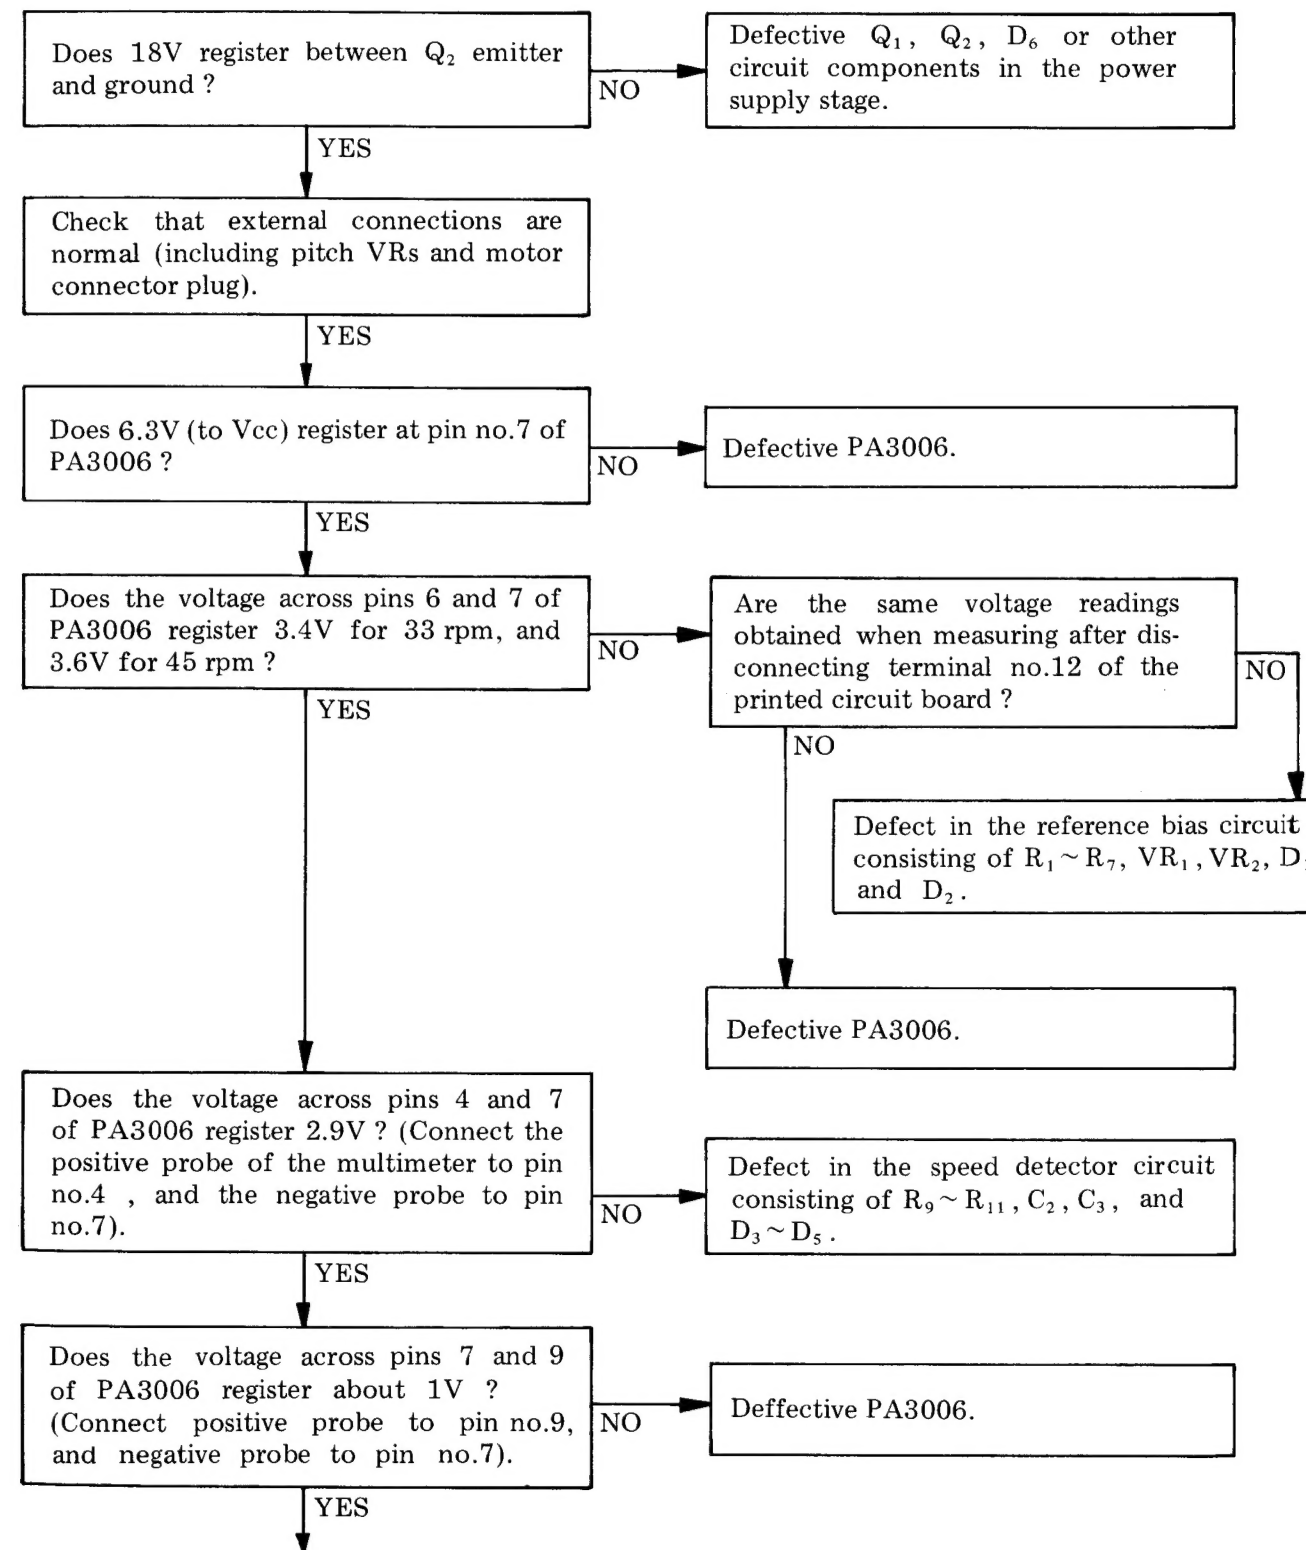 Does 18V register between Q₂ emitter
and ground ?
NO
Defective Q₁, Q₂, D₆ or other
circuit components in the power
supply stage.
YES
Check that external connections are
normal (including pitch VRs and motor
connector plug).
YES
Does 6.3V (to Vcc) register at pin no.7 of
PA3006 ?
NO
Defective PA3006.
YES
Does the voltage across pins 6 and 7 of
PA3006 register 3.4V for 33 rpm, and
3.6V for 45 rpm ?
NO
Are the same voltage readings
obtained when measuring after dis-
connecting terminal no.12 of the
printed circuit board ?
NO
YES
NO
Defect in the reference bias circuit
consisting of R₁~R₇, VR₁, VR₂, D
and D₂.
Defective PA3006.
Does the voltage across pins 4 and 7
of PA3006 register 2.9V ? (Connect the
positive probe of the multimeter to pin
no.4 , and the negative probe to pin
no.7).
NO
Defect in the speed detector circuit
consisting of R₉~R₁₁, C₂, C₃, and
D₃~D₅.
YES
Does the voltage across pins 7 and 9
of PA3006 register about 1V ?
(Connect positive probe to pin no.9,
and negative probe to pin no.7).
NO
Deffective PA3006.
YES